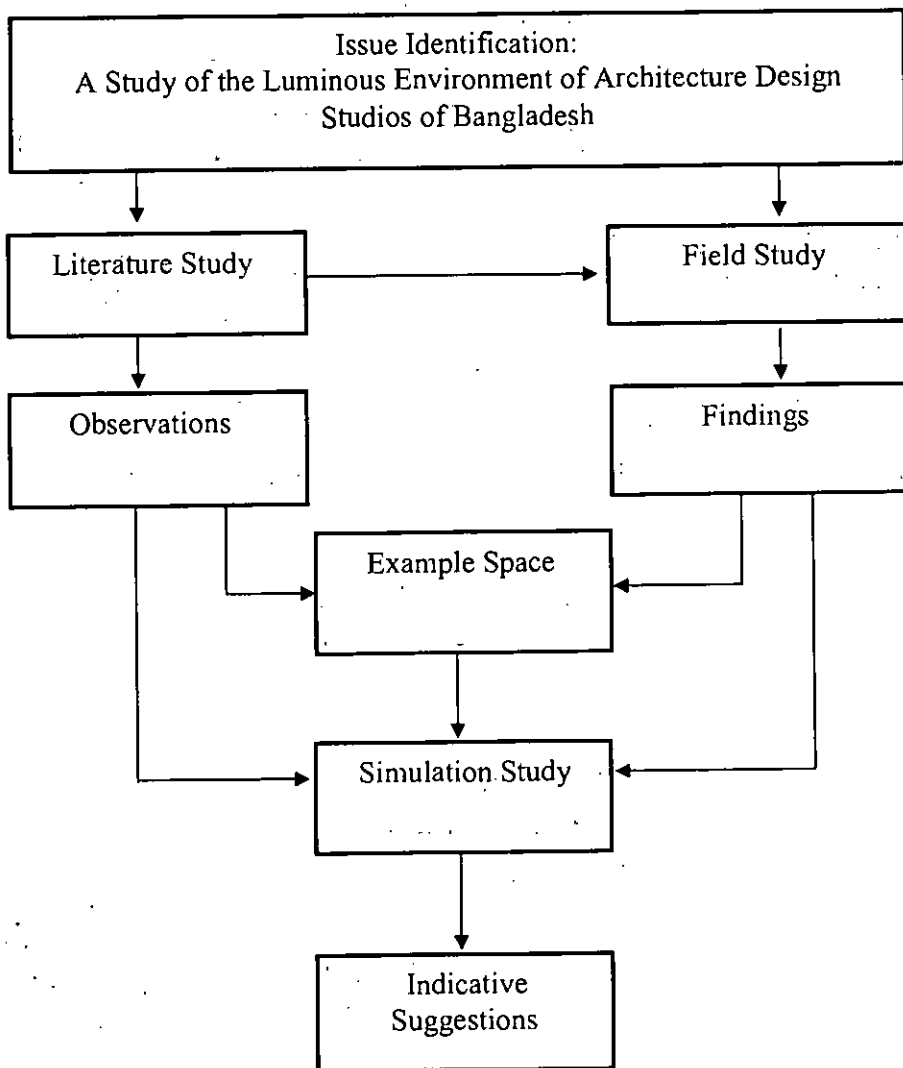 Issue Identification:
A Study of the Luminous Environment of Architecture Design
Studios of Bangladesh
Literature Study
Field Study
Observations
Findings
Example Space
Simulation Study
Indicative
Suggestions